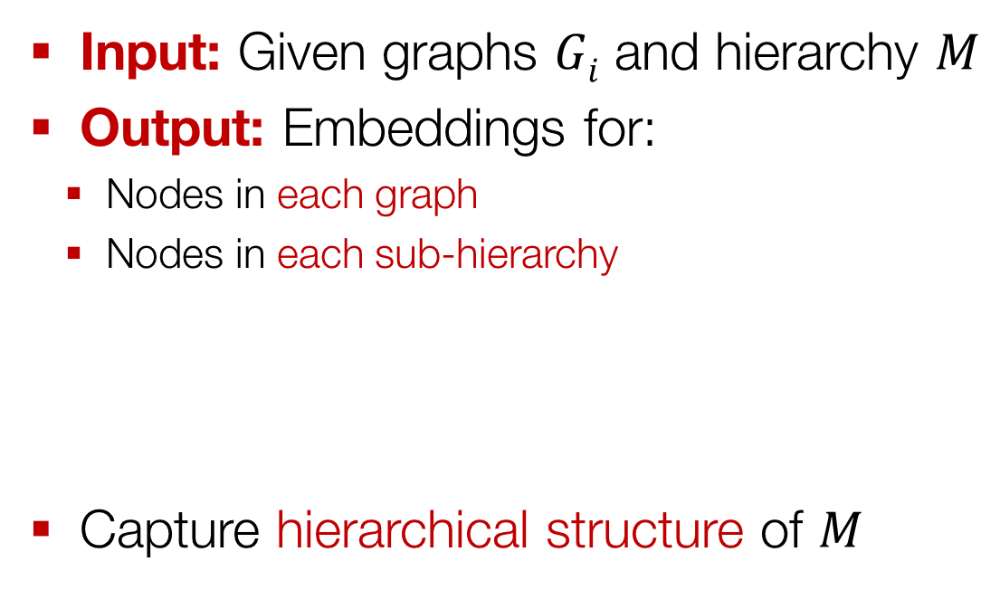 ▪ Input: Given graphs G_i and hierarchy M
▪ Output: Embeddings for:
▪ Nodes in each graph
▪ Nodes in each sub-hierarchy
▪ Capture hierarchical structure of M